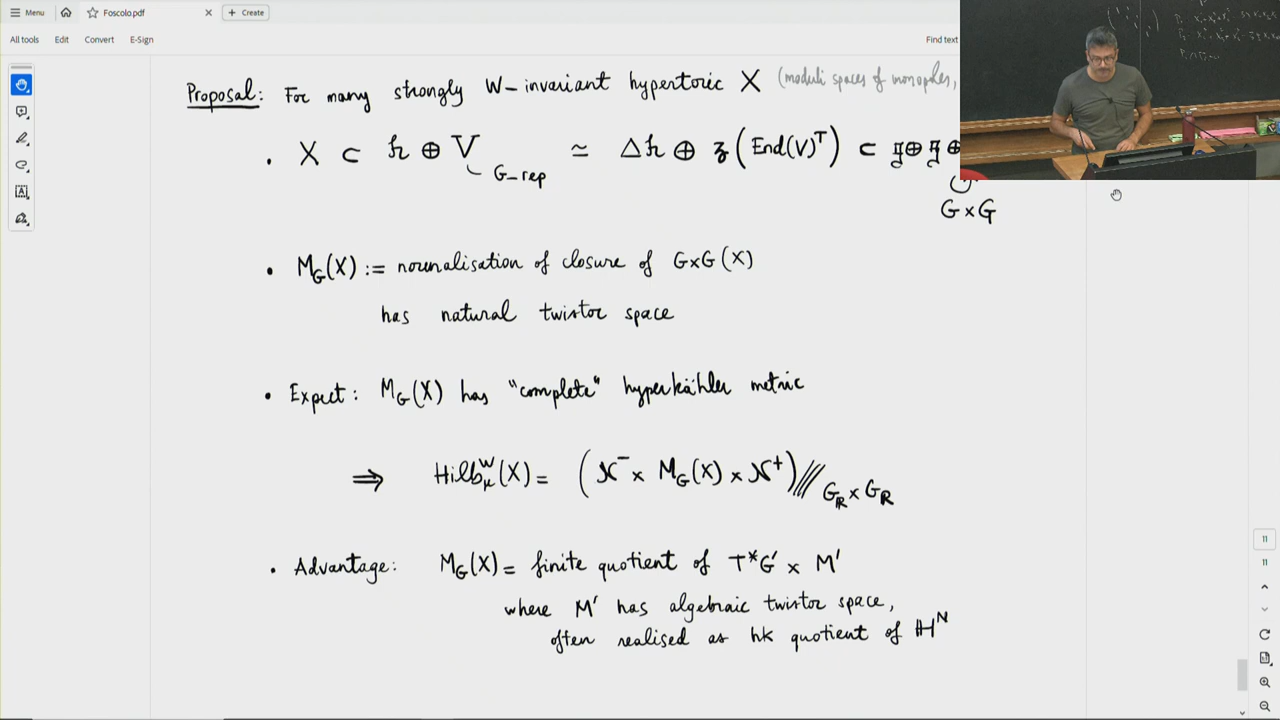 Menu
Foscolo.pdf
Create
All tools Edit Convert E-Sign
Find text
Proposal: For many strongly W-invariant hypertoric X (moduli spaces of monopoles,
• X ⊂ 𝔥 ⊕ V ≃ Δ𝔥 ⊕ 𝔷(End(V)ᵀ) ⊂ 𝔤⊕𝔤⊕
G-rep
G×G
• M_G(X) := normalisation of closure of G×G(X)
has natural twistor space
• Expect: M_G(X) has "complete" hyperkähler metric
⇒ Hilb^W_μ(X) = (𝒩⁻ × M_G(X) × 𝒩⁺)////G_ℝ×G_ℝ
• Advantage: M_G(X) = finite quotient of T*G' × M'
where M' has algebraic twistor space,
often realised as hk quotient of ℍᴺ
11
11